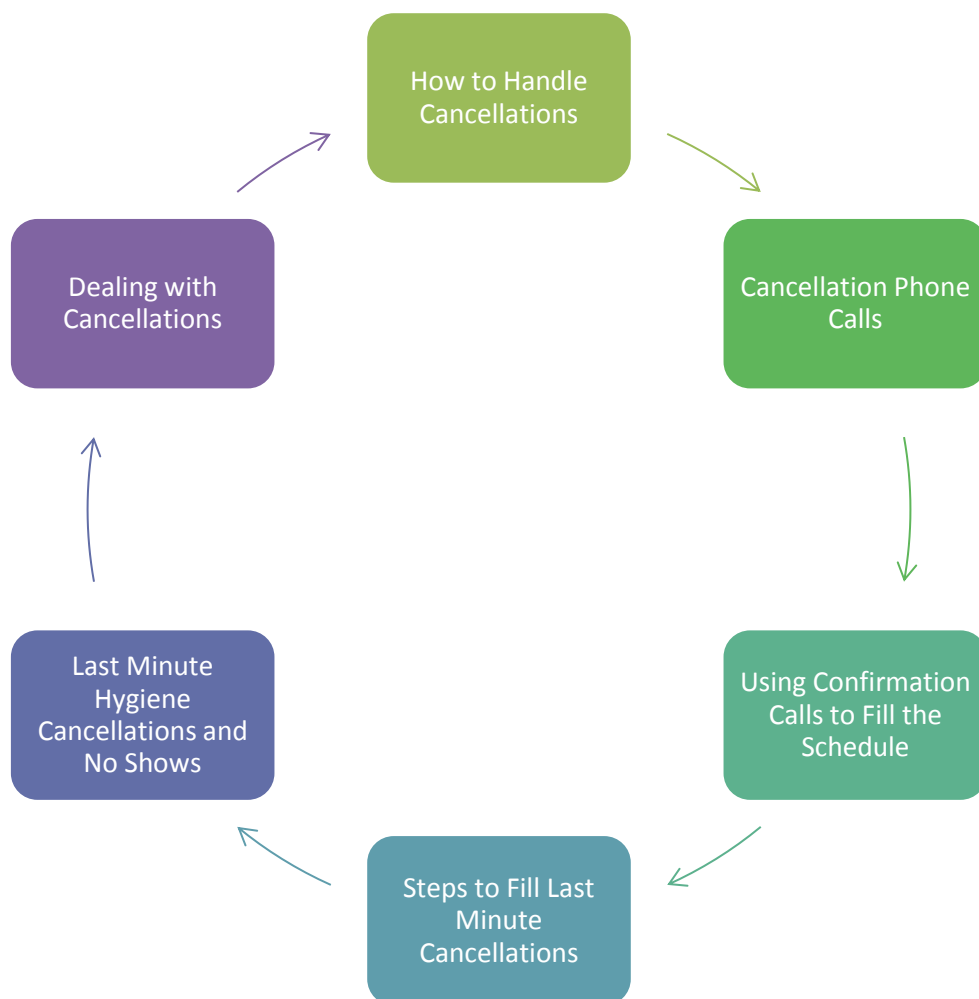 How to Handle
Cancellations
Cancellation Phone
Calls
Using Confirmation
Calls to Fill the
Schedule
Steps to Fill Last
Minute
Cancellations
Last Minute
Hygiene
Cancellations and
No Shows
Dealing with
Cancellations